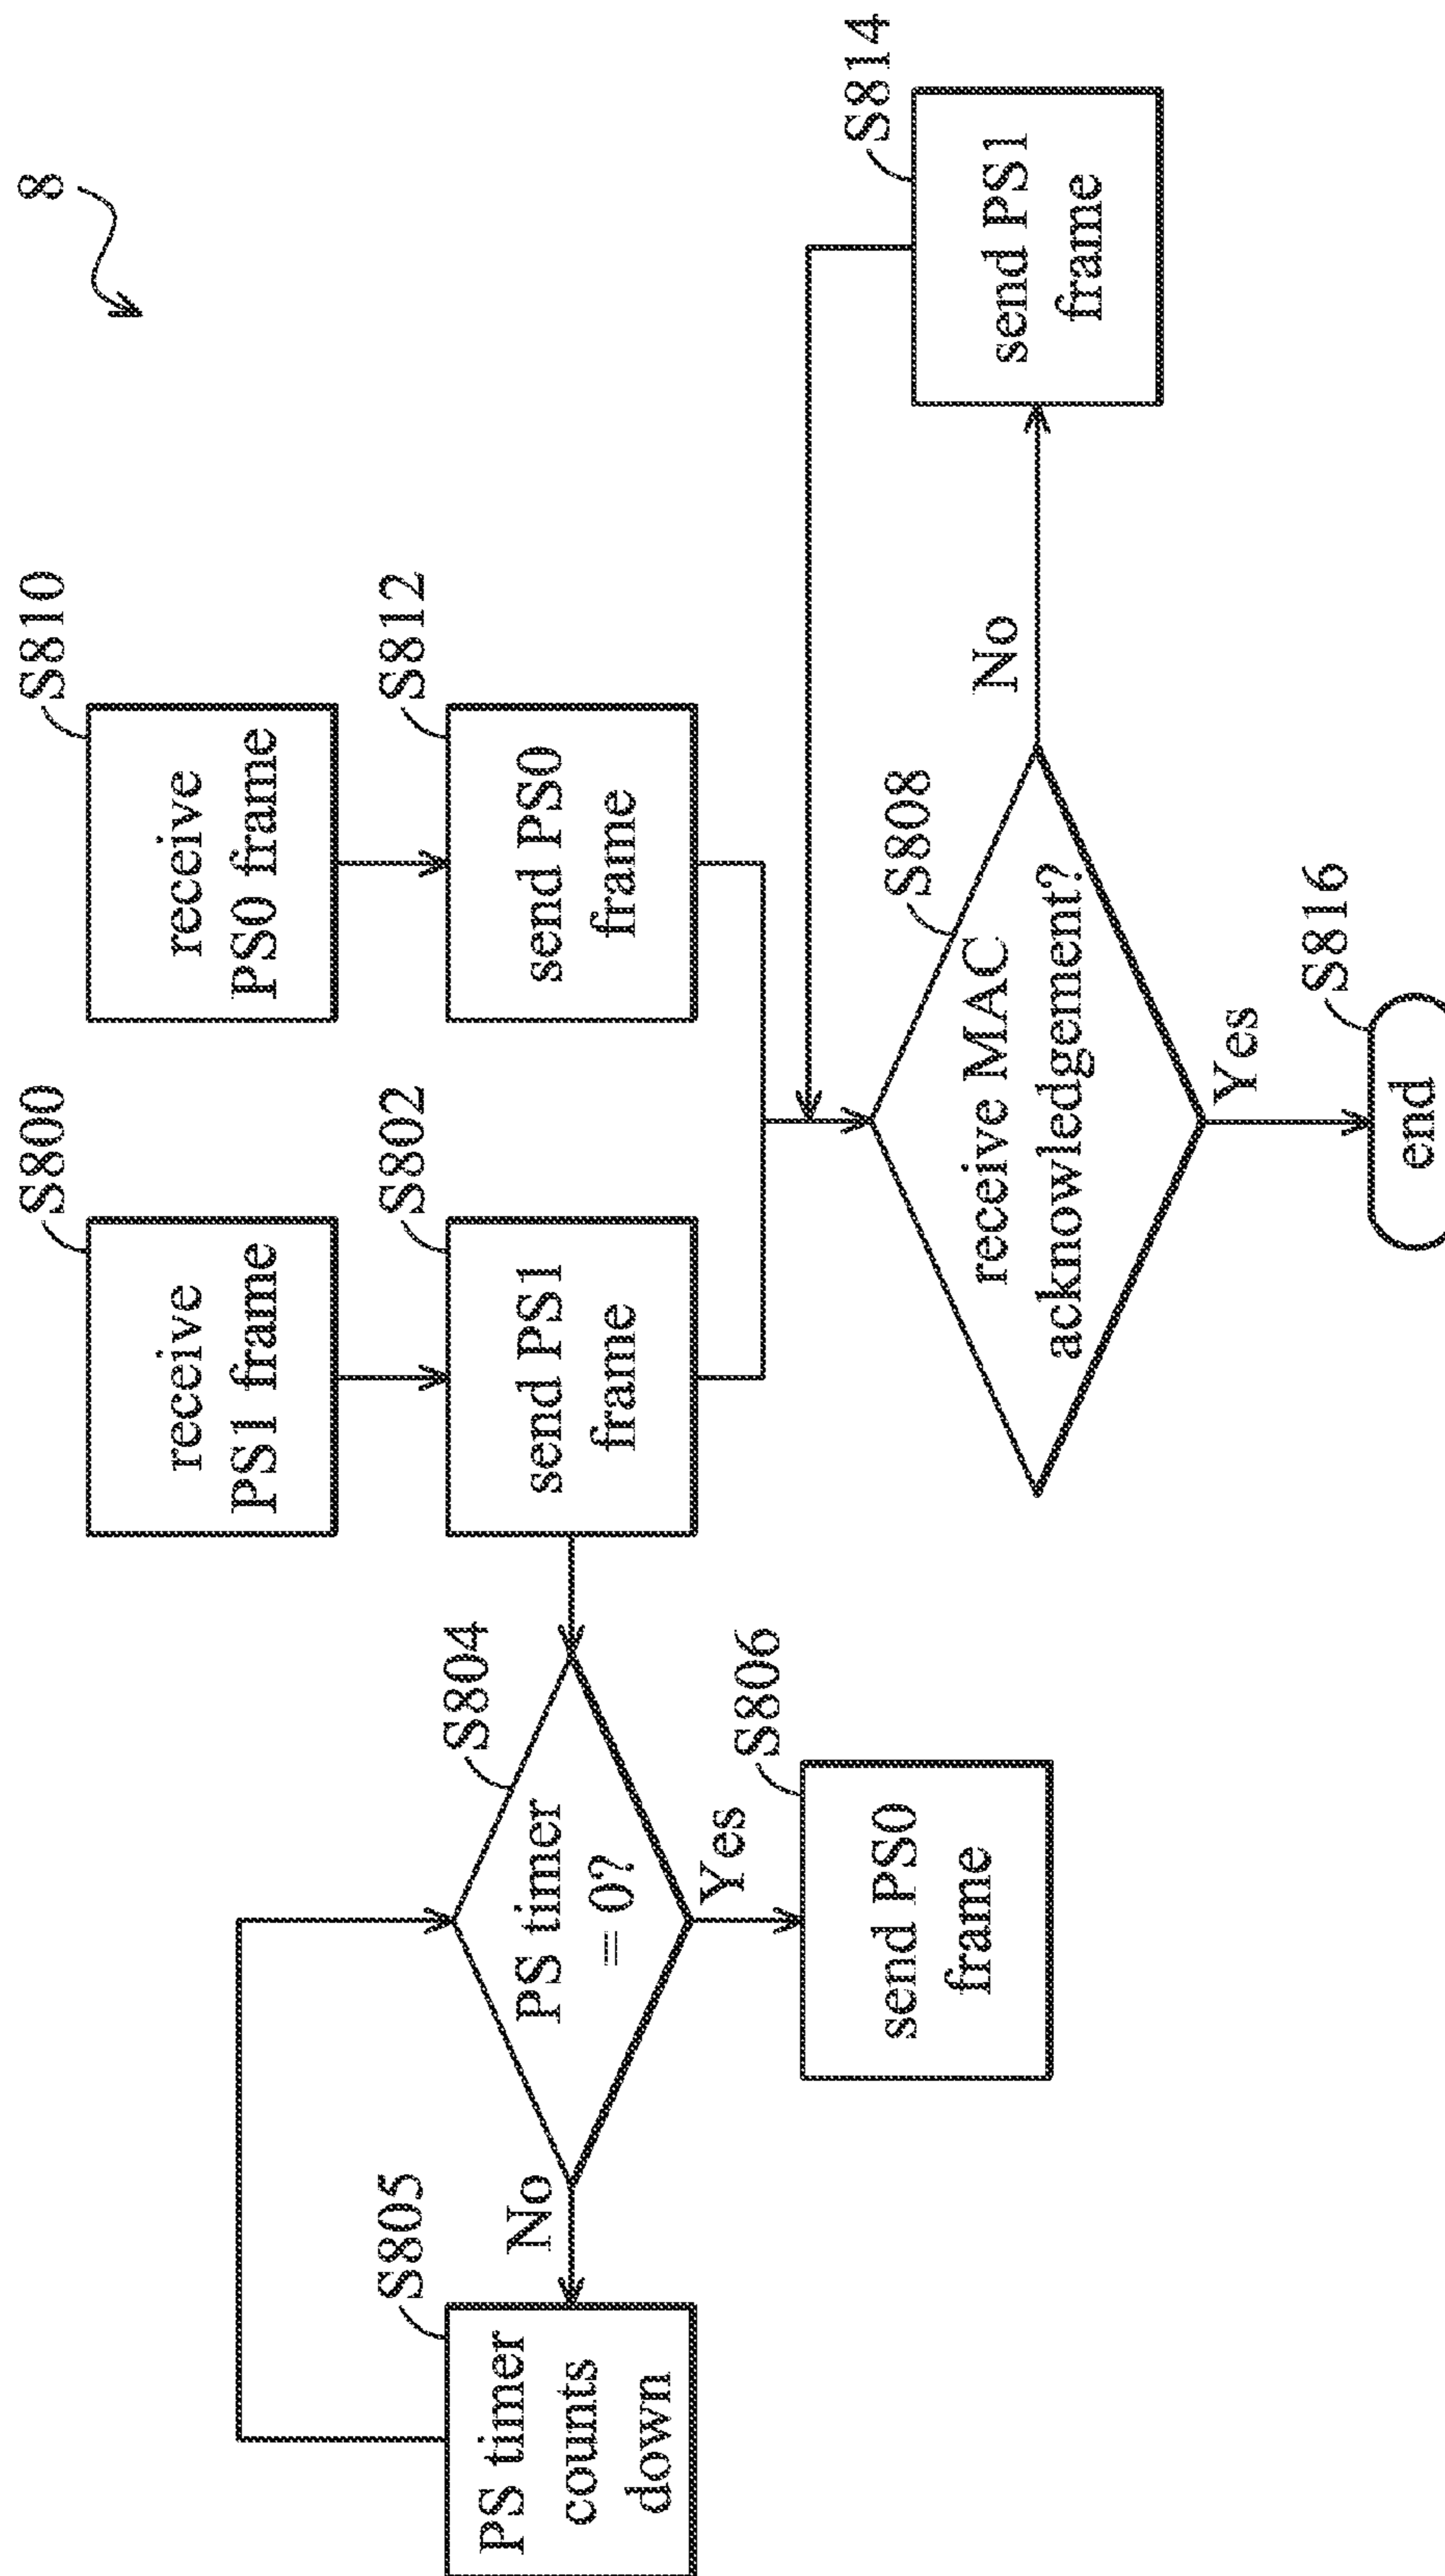 8
S800
receive
PS1 frame
S810
receive
PS0 frame
S802
send PS1
frame
S812
send PS0
frame
S804
PS timer
= 0?
No
Yes
S805
PS timer
counts
down
S806
send PS0
frame
S808
receive MAC
acknowledgement?
No
Yes
S814
send PS1
frame
S816
end